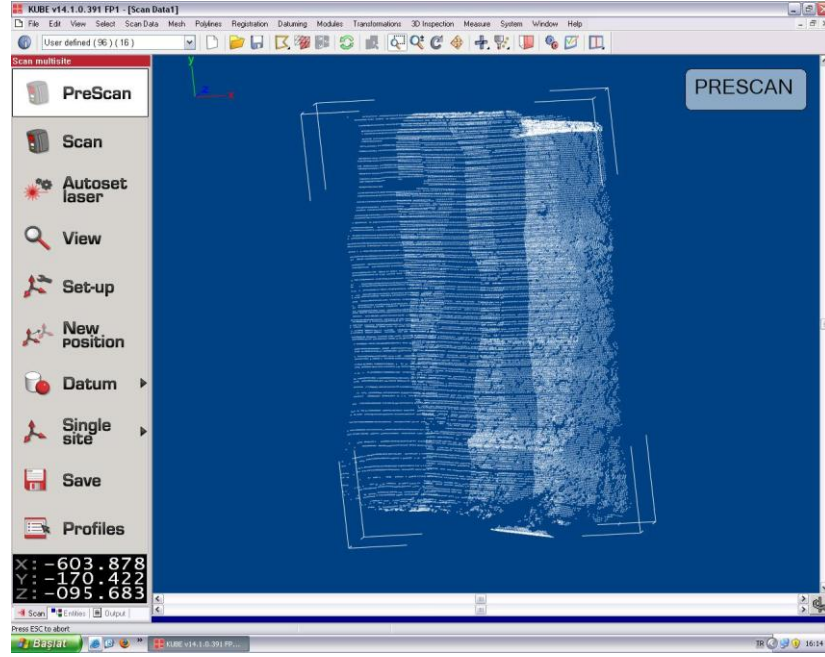 KUBE v14.1.0.391 FP1 - [Scan Data1]
File Edit View Select Scan Data Mesh Polylines Registration Datuming Modules Transformations 3D Inspection Measure System Window Help
User defined ( 96 ) ( 16 )
Scan multisite
PreScan
PRESCAN
y
z
x
Scan
Autoset
laser
View
Set-up
New
position
Datum
Single
site
Save
Profiles
X: -603.878
Y: -170.422
Z: -095.683
Scan Entities Output
Press ESC to abort
Başlat KUBE v14.1.0.391 FP... TR 16:14